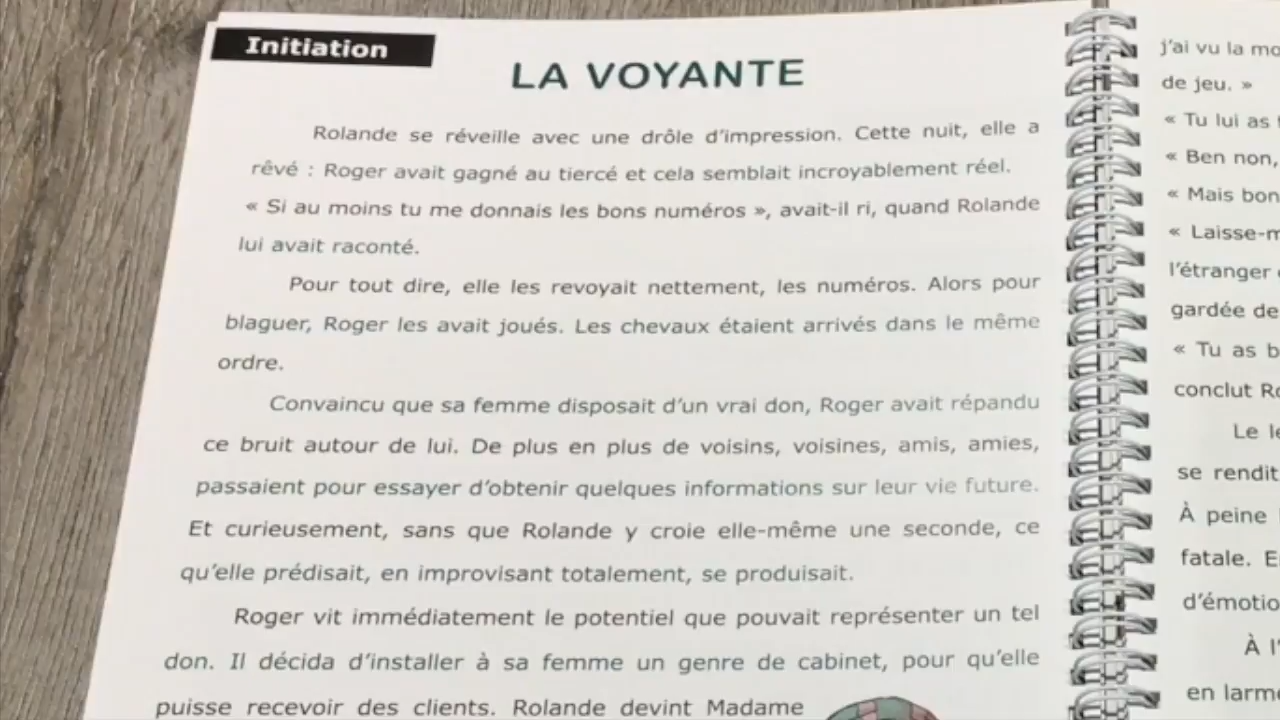 Initiation
LA VOYANTE
Rolande se réveille avec une drôle d'impression. Cette nuit, elle a
rêvé : Roger avait gagné au tiercé et cela semblait incroyablement réel.
« Si au moins tu me donnais les bons numéros », avait-il ri, quand Rolande
lui avait raconté.
Pour tout dire, elle les revoyait nettement, les numéros. Alors pour
blaguer, Roger les avait joués. Les chevaux étaient arrivés dans le même
ordre.
Convaincu que sa femme disposait d'un vrai don, Roger avait répandu
ce bruit autour de lui. De plus en plus de voisins, voisines, amis, amies,
passaient pour essayer d'obtenir quelques informations sur leur vie future.
Et curieusement, sans que Rolande y croie elle-même une seconde, ce
qu'elle prédisait, en improvisant totalement, se produisait.
Roger vit immédiatement le potentiel que pouvait représenter un tel
don. Il décida d'installer à sa femme un genre de cabinet, pour qu'elle
puisse recevoir des clients. Rolande devint Madame
j'ai vu la
de jeu. »
« Tu lui as
« Ben non,
« Mais bon
« 
l'étranger
gardée de
« Tu as
conclut
Le
se rendit
À peine
fatale.
À
en